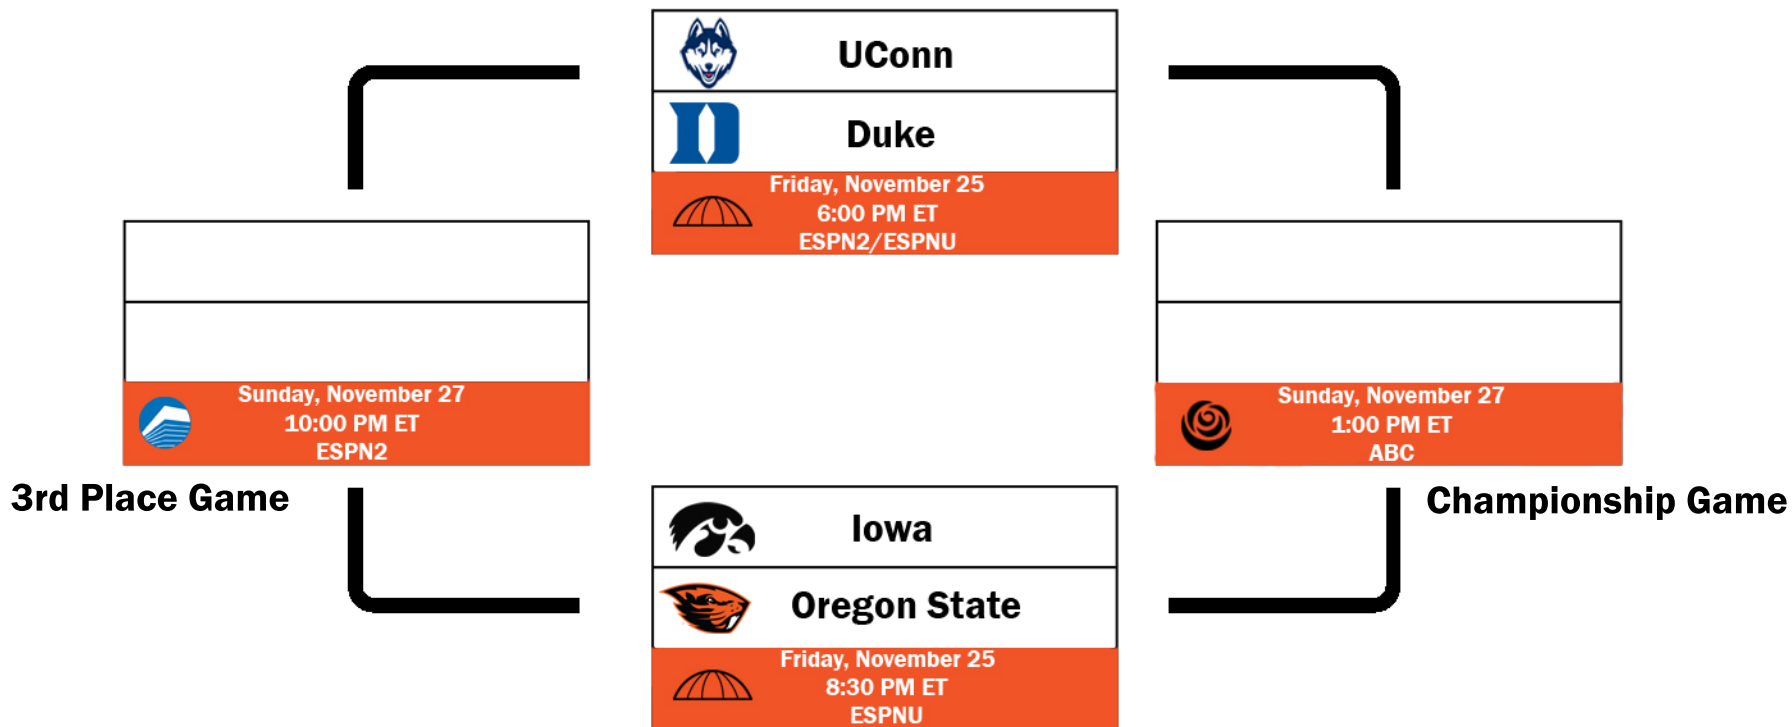 UConn
Duke
Friday, November 25
6:00 PM ET
ESPN2/ESPNU
Sunday, November 27
10:00 PM ET
ESPN2
3rd Place Game
Sunday, November 27
1:00 PM ET
ABC
Championship Game
Iowa
Oregon State
Friday, November 25
8:30 PM ET
ESPNU